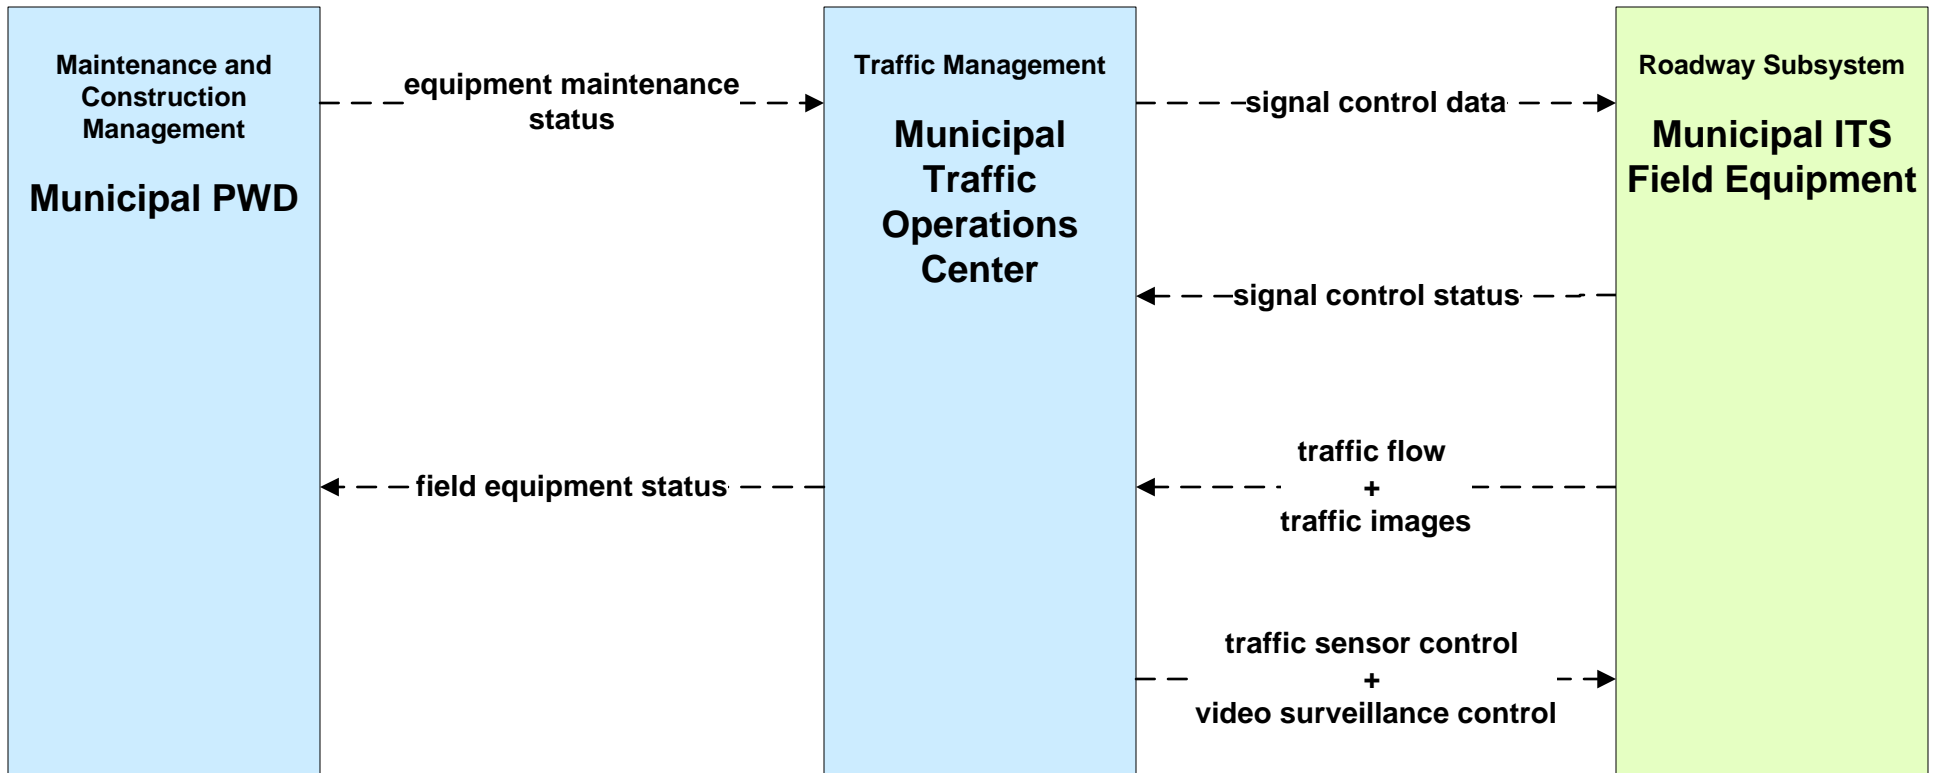 Maintenance and
Construction
Management
Municipal PWD
equipment maintenance
status
field equipment status
Traffic Management
Municipal
Traffic
Operations
Center
signal control data
signal control status
traffic flow
+
traffic images
traffic sensor control
+
video surveillance control
Roadway Subsystem
Municipal ITS
Field Equipment